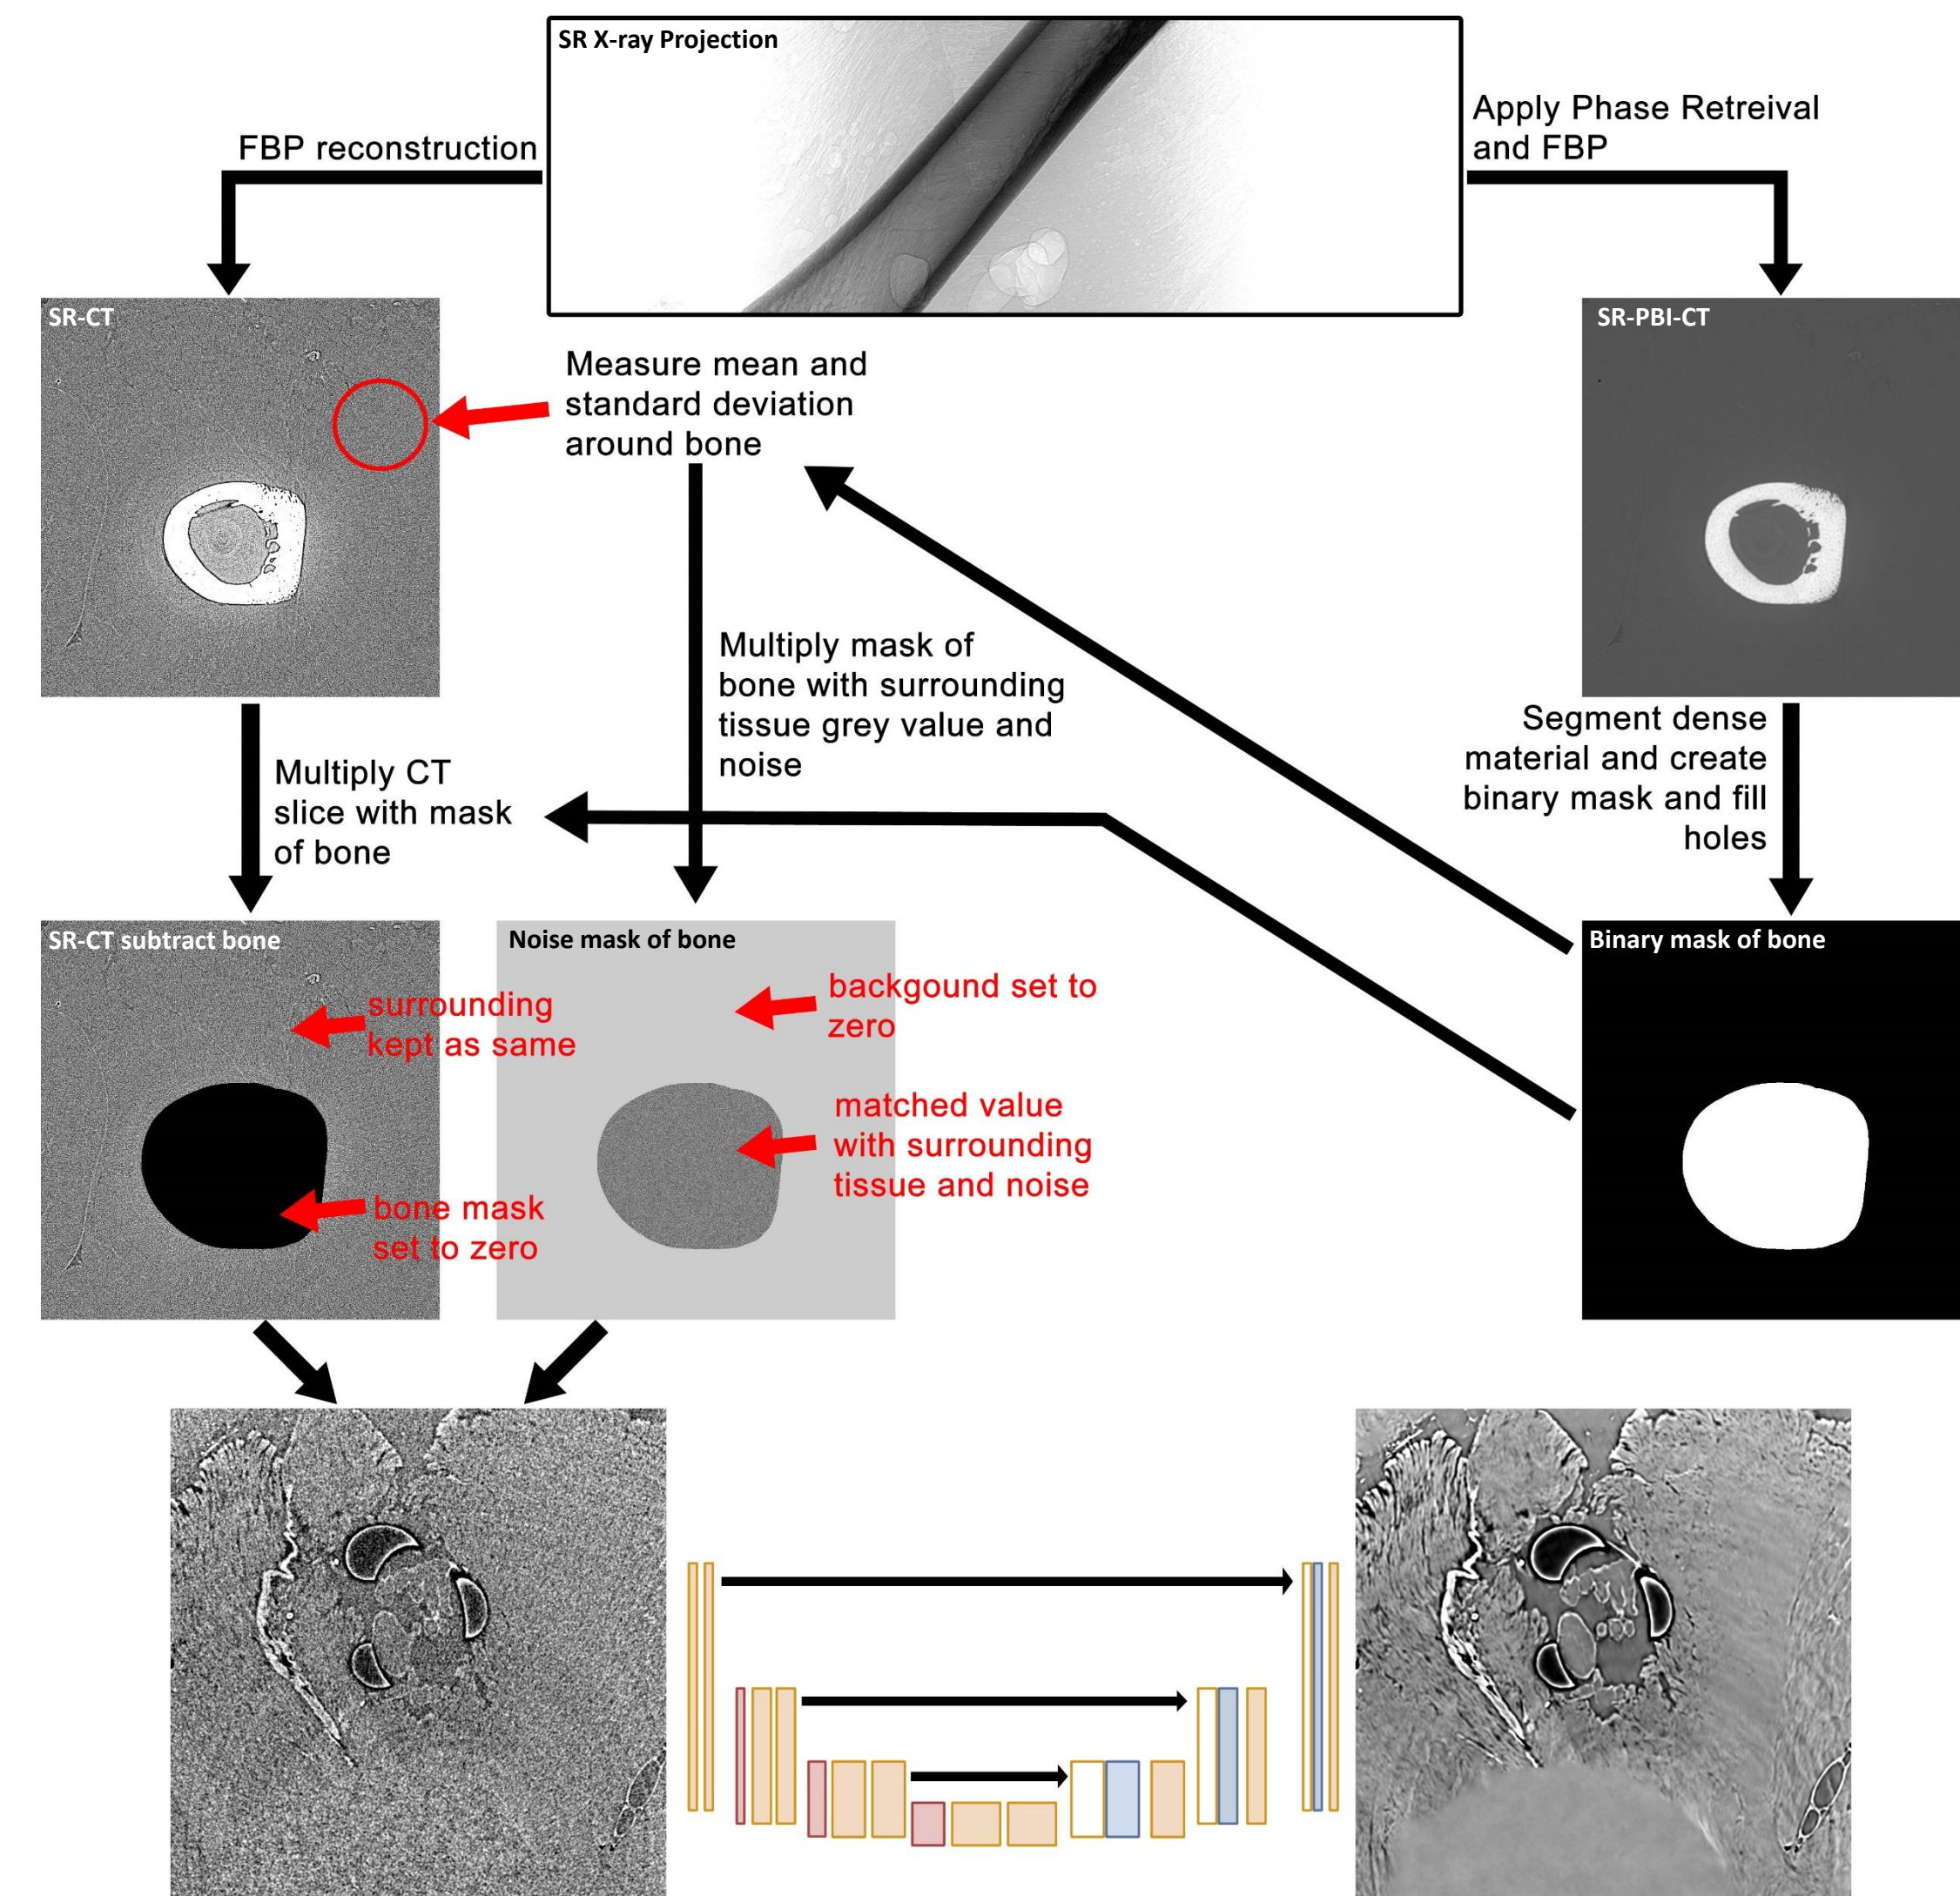 SR X-ray Projection
FBP reconstruction
Apply Phase Retreival
and FBP
SR-CT
SR-PBI-CT
Measure mean and
standard deviation
around bone
Multiply mask of
bone with surrounding
tissue grey value and
noise
Segment dense
material and create
binary mask and fill
holes
Multiply CT
slice with mask
of bone
SR-CT subtract bone
Noise mask of bone
Binary mask of bone
surrounding
kept as same
backgound set to
zero
matched value
with surrounding
tissue and noise
bone mask
set to zero